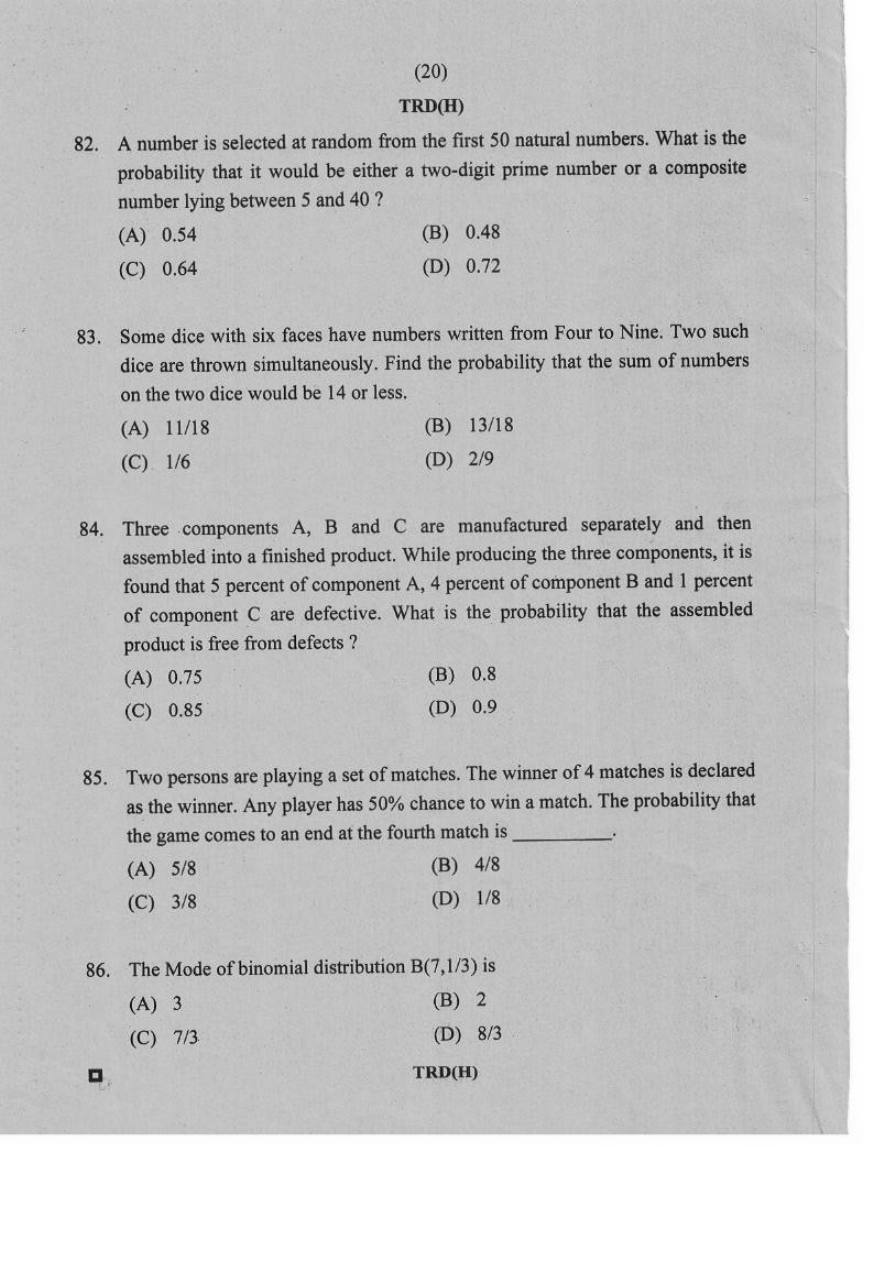 (20)
TRD(H)
82. A number is selected at random from the first 50 natural numbers. What is the
probability that it would be either a two-digit prime number or a composite
number lying between 5 and 40 ?
(A) 0.54 (B) 0.48
(C) 0.64 (D) 0.72
83. Some dice with six faces have numbers written from Four to Nine. Two such
dice are thrown simultaneously. Find the probability that the sum of numbers
on the two dice would be 14 or less.
(A) 11/18 (B) 13/18
(C) 1/6 (D) 2/9
84. Three components A, B and C are manufactured separately and then
assembled into a finished product. While producing the three components, it is
found that 5 percent of component A, 4 percent of component B and 1 percent
of component C are defective. What is the probability that the assembled
product is free from defects ?
(A) 0.75 (B) 0.8
(C) 0.85 (D) 0.9
85. Two persons are playing a set of matches. The winner of 4 matches is declared
as the winner. Any player has 50% chance to win a match. The probability that
the game comes to an end at the fourth match is __________.
(A) 5/8 (B) 4/8
(C) 3/8 (D) 1/8
86. The Mode of binomial distribution B(7,1/3) is
(A) 3 (B) 2
(C) 7/3 (D) 8/3
TRD(H)